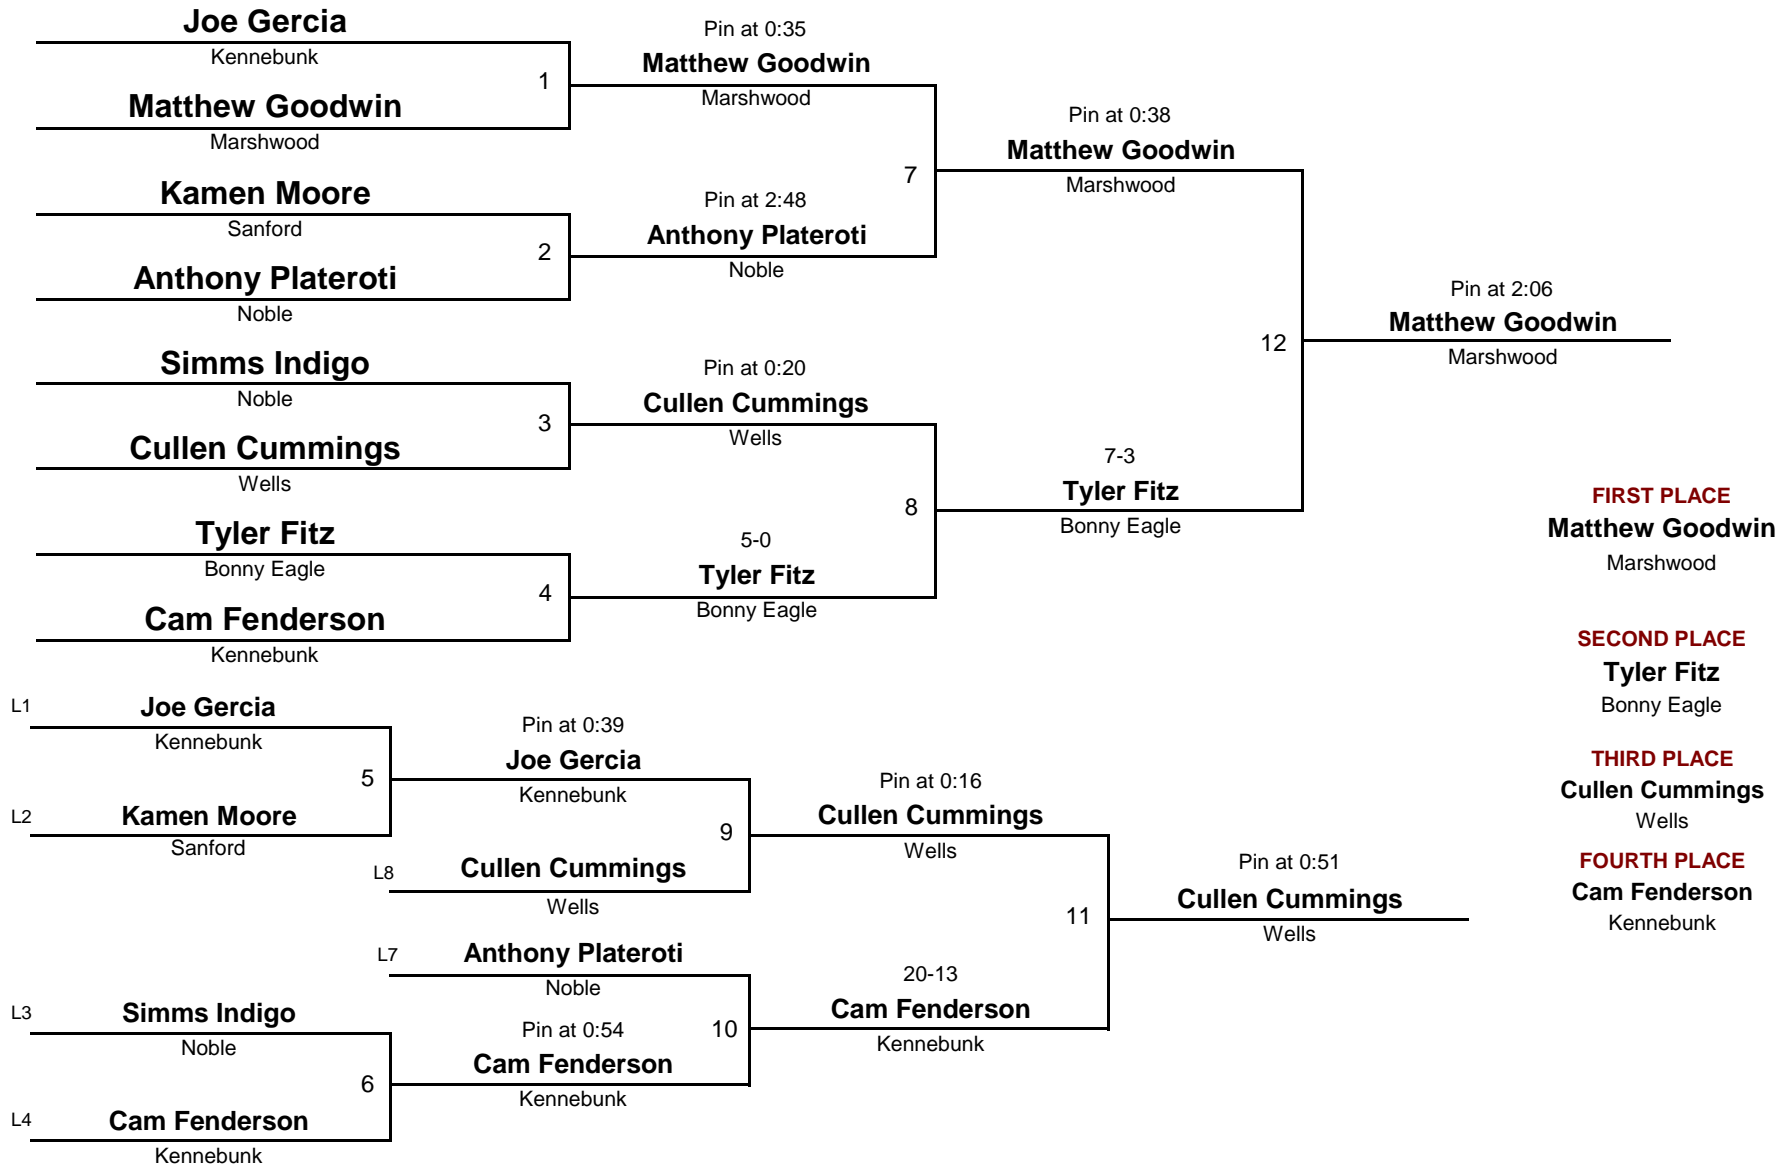 Joe Gercia
Kennebunk
1
Matthew Goodwin
Marshwood
Kamen Moore
Sanford
2
Anthony Plateroti
Noble
Simms Indigo
Noble
3
Cullen Cummings
Wells
Tyler Fitz
Bonny Eagle
4
Cam Fenderson
Kennebunk
Pin at 0:35
Matthew Goodwin
Marshwood
7
Pin at 2:48
Anthony Plateroti
Noble
Pin at 0:20
Cullen Cummings
Wells
8
5-0
Tyler Fitz
Bonny Eagle
Pin at 0:38
Matthew Goodwin
Marshwood
12
7-3
Tyler Fitz
Bonny Eagle
Pin at 2:06
Matthew Goodwin
Marshwood
FIRST PLACE
Matthew Goodwin
Marshwood
SECOND PLACE
Tyler Fitz
Bonny Eagle
THIRD PLACE
Cullen Cummings
Wells
FOURTH PLACE
Cam Fenderson
Kennebunk
L1
Joe Gercia
Kennebunk
5
L2
Kamen Moore
Sanford
L3
Simms Indigo
Noble
6
L4
Cam Fenderson
Kennebunk
Pin at 0:39
Joe Gercia
Kennebunk
9
L8
Cullen Cummings
Wells
L7
Anthony Plateroti
Noble
10
Pin at 0:54
Cam Fenderson
Kennebunk
Pin at 0:16
Cullen Cummings
Wells
11
20-13
Cam Fenderson
Kennebunk
Pin at 0:51
Cullen Cummings
Wells